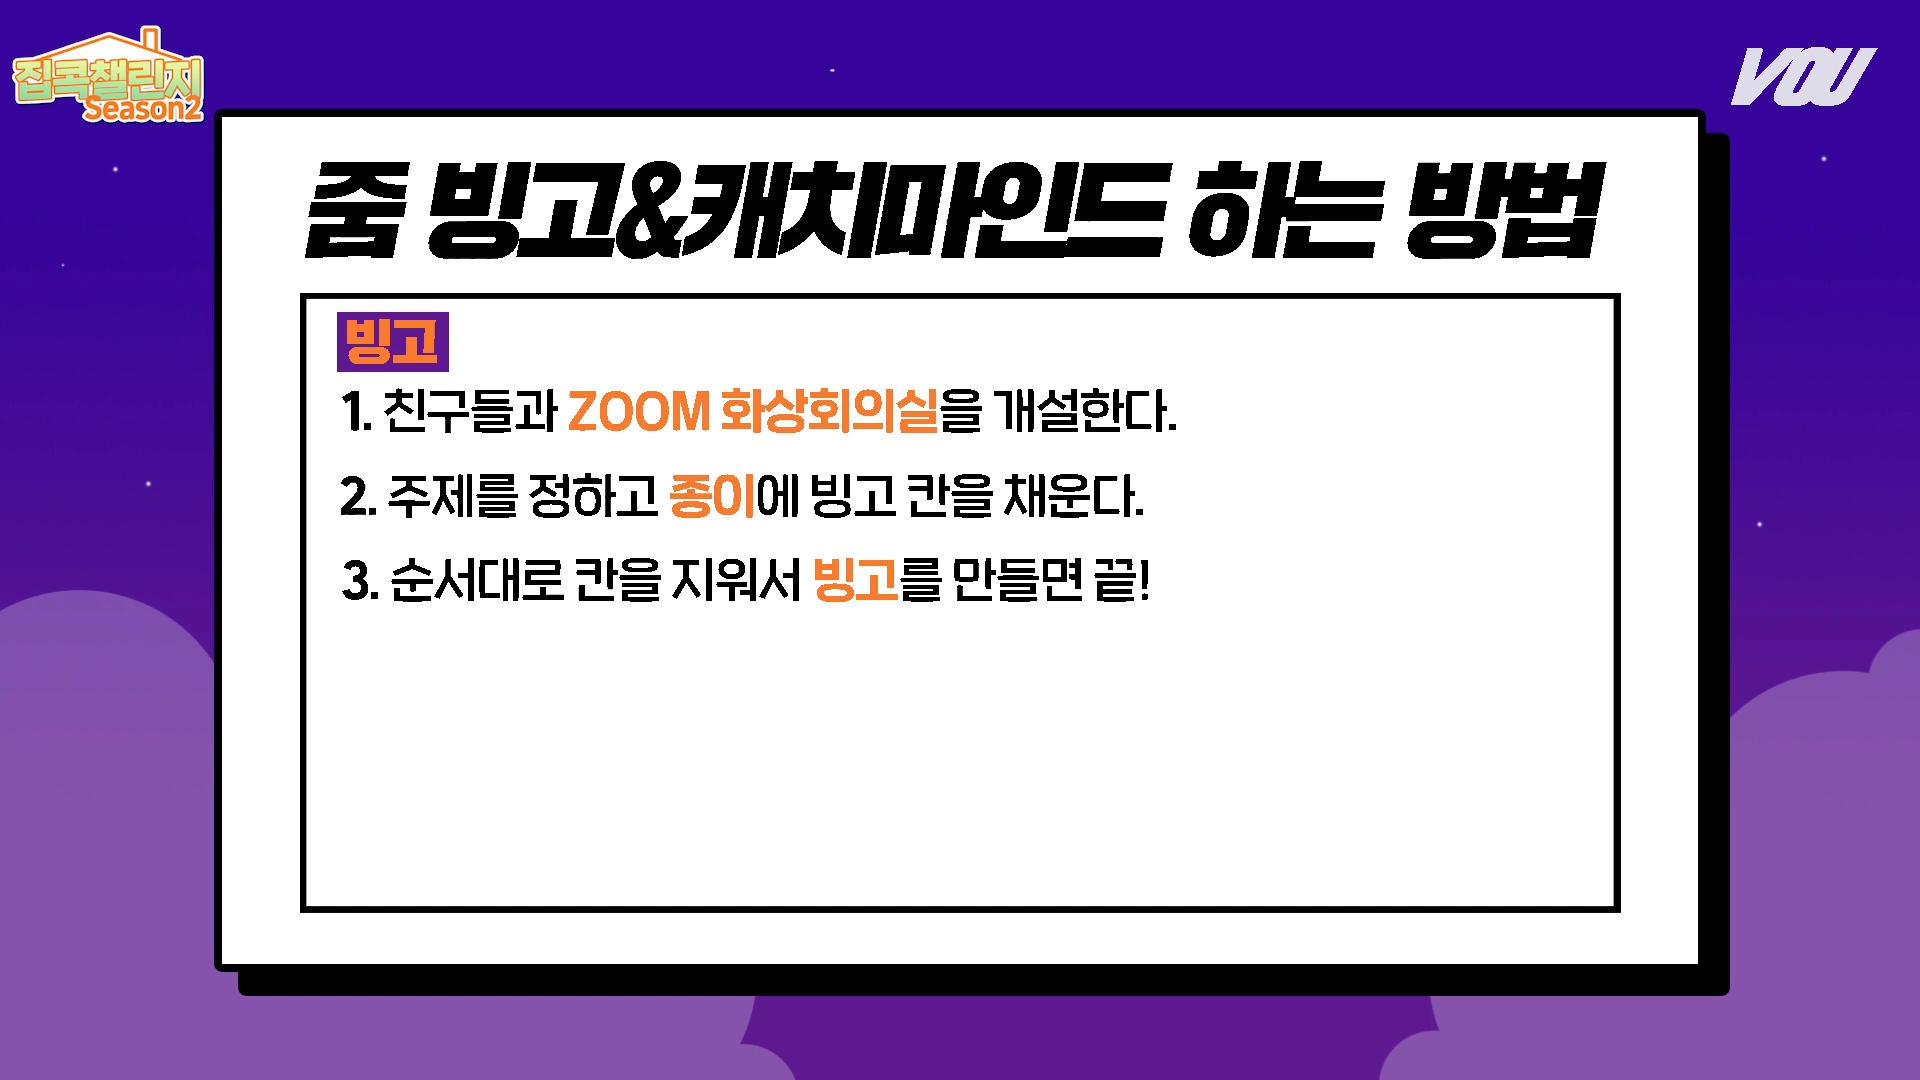 집콕챌린지
Season2
VOU
줌 빙고&캐치마인드 하는 방법
빙고
1. 친구들과 ZOOM 화상회의실을 개설한다.
2. 주제를 정하고 종이에 빙고 칸을 채운다.
3. 순서대로 칸을 지워서 빙고를 만들면 끝!